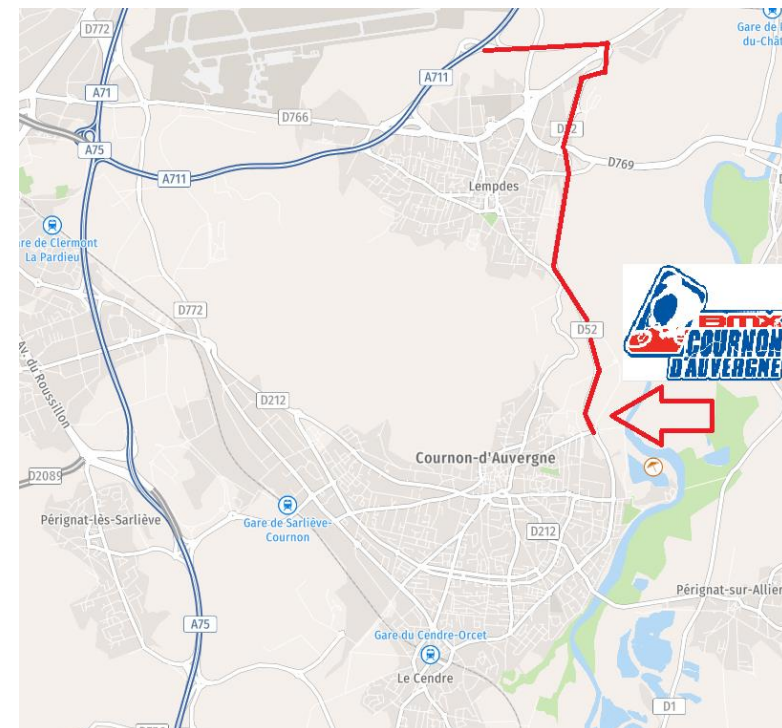 D772
Gare de
du-Chât
A71
A711
D766
A75
A711
D769
Lempdes
are de Clermont
La Pardieu
D772
D52
BMX
COURNON
D'AUVERGNE
Av. du Roussillon
D212
Cournon-d'Auvergne
D2089
Pérignat-lès-Sarliève
Gare de Sarliève-
Cournon
D212
Pérignat-sur-Allier
A75
Gare du Cendre-Orcet
Le Cendre
D1